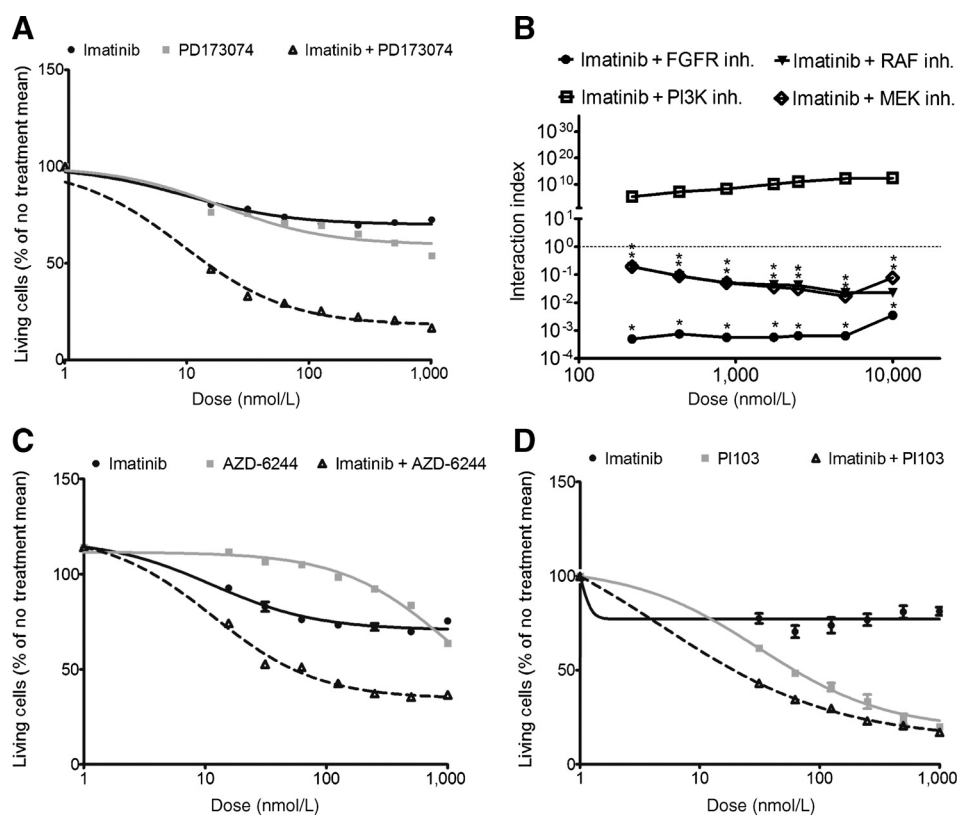 A
Imatinib PD173074 Imatinib + PD173074
150
100
50
0
1 10 100 1,000
Living cells (% of no treatment mean)
Dose (nmol/L)
B
Imatinib + FGFR inh. Imatinib + RAF inh.
Imatinib + PI3K inh. Imatinib + MEK inh.
10^30
10^20
10^10
10^1
10^0
10^-1
10^-2
10^-3
10^-4
* * * * * * *
* * * * * * *
* * * * * * *
100 1,000 10,000
Interaction index
Dose (nmol/L)
C
Imatinib AZD-6244 Imatinib + AZD-6244
150
100
50
0
1 10 100 1,000
Living cells (% of no treatment mean)
Dose (nmol/L)
D
Imatinib PI103 Imatinib + PI103
150
100
50
0
1 10 100 1,000
Living cells (% of no treatment mean)
Dose (nmol/L)